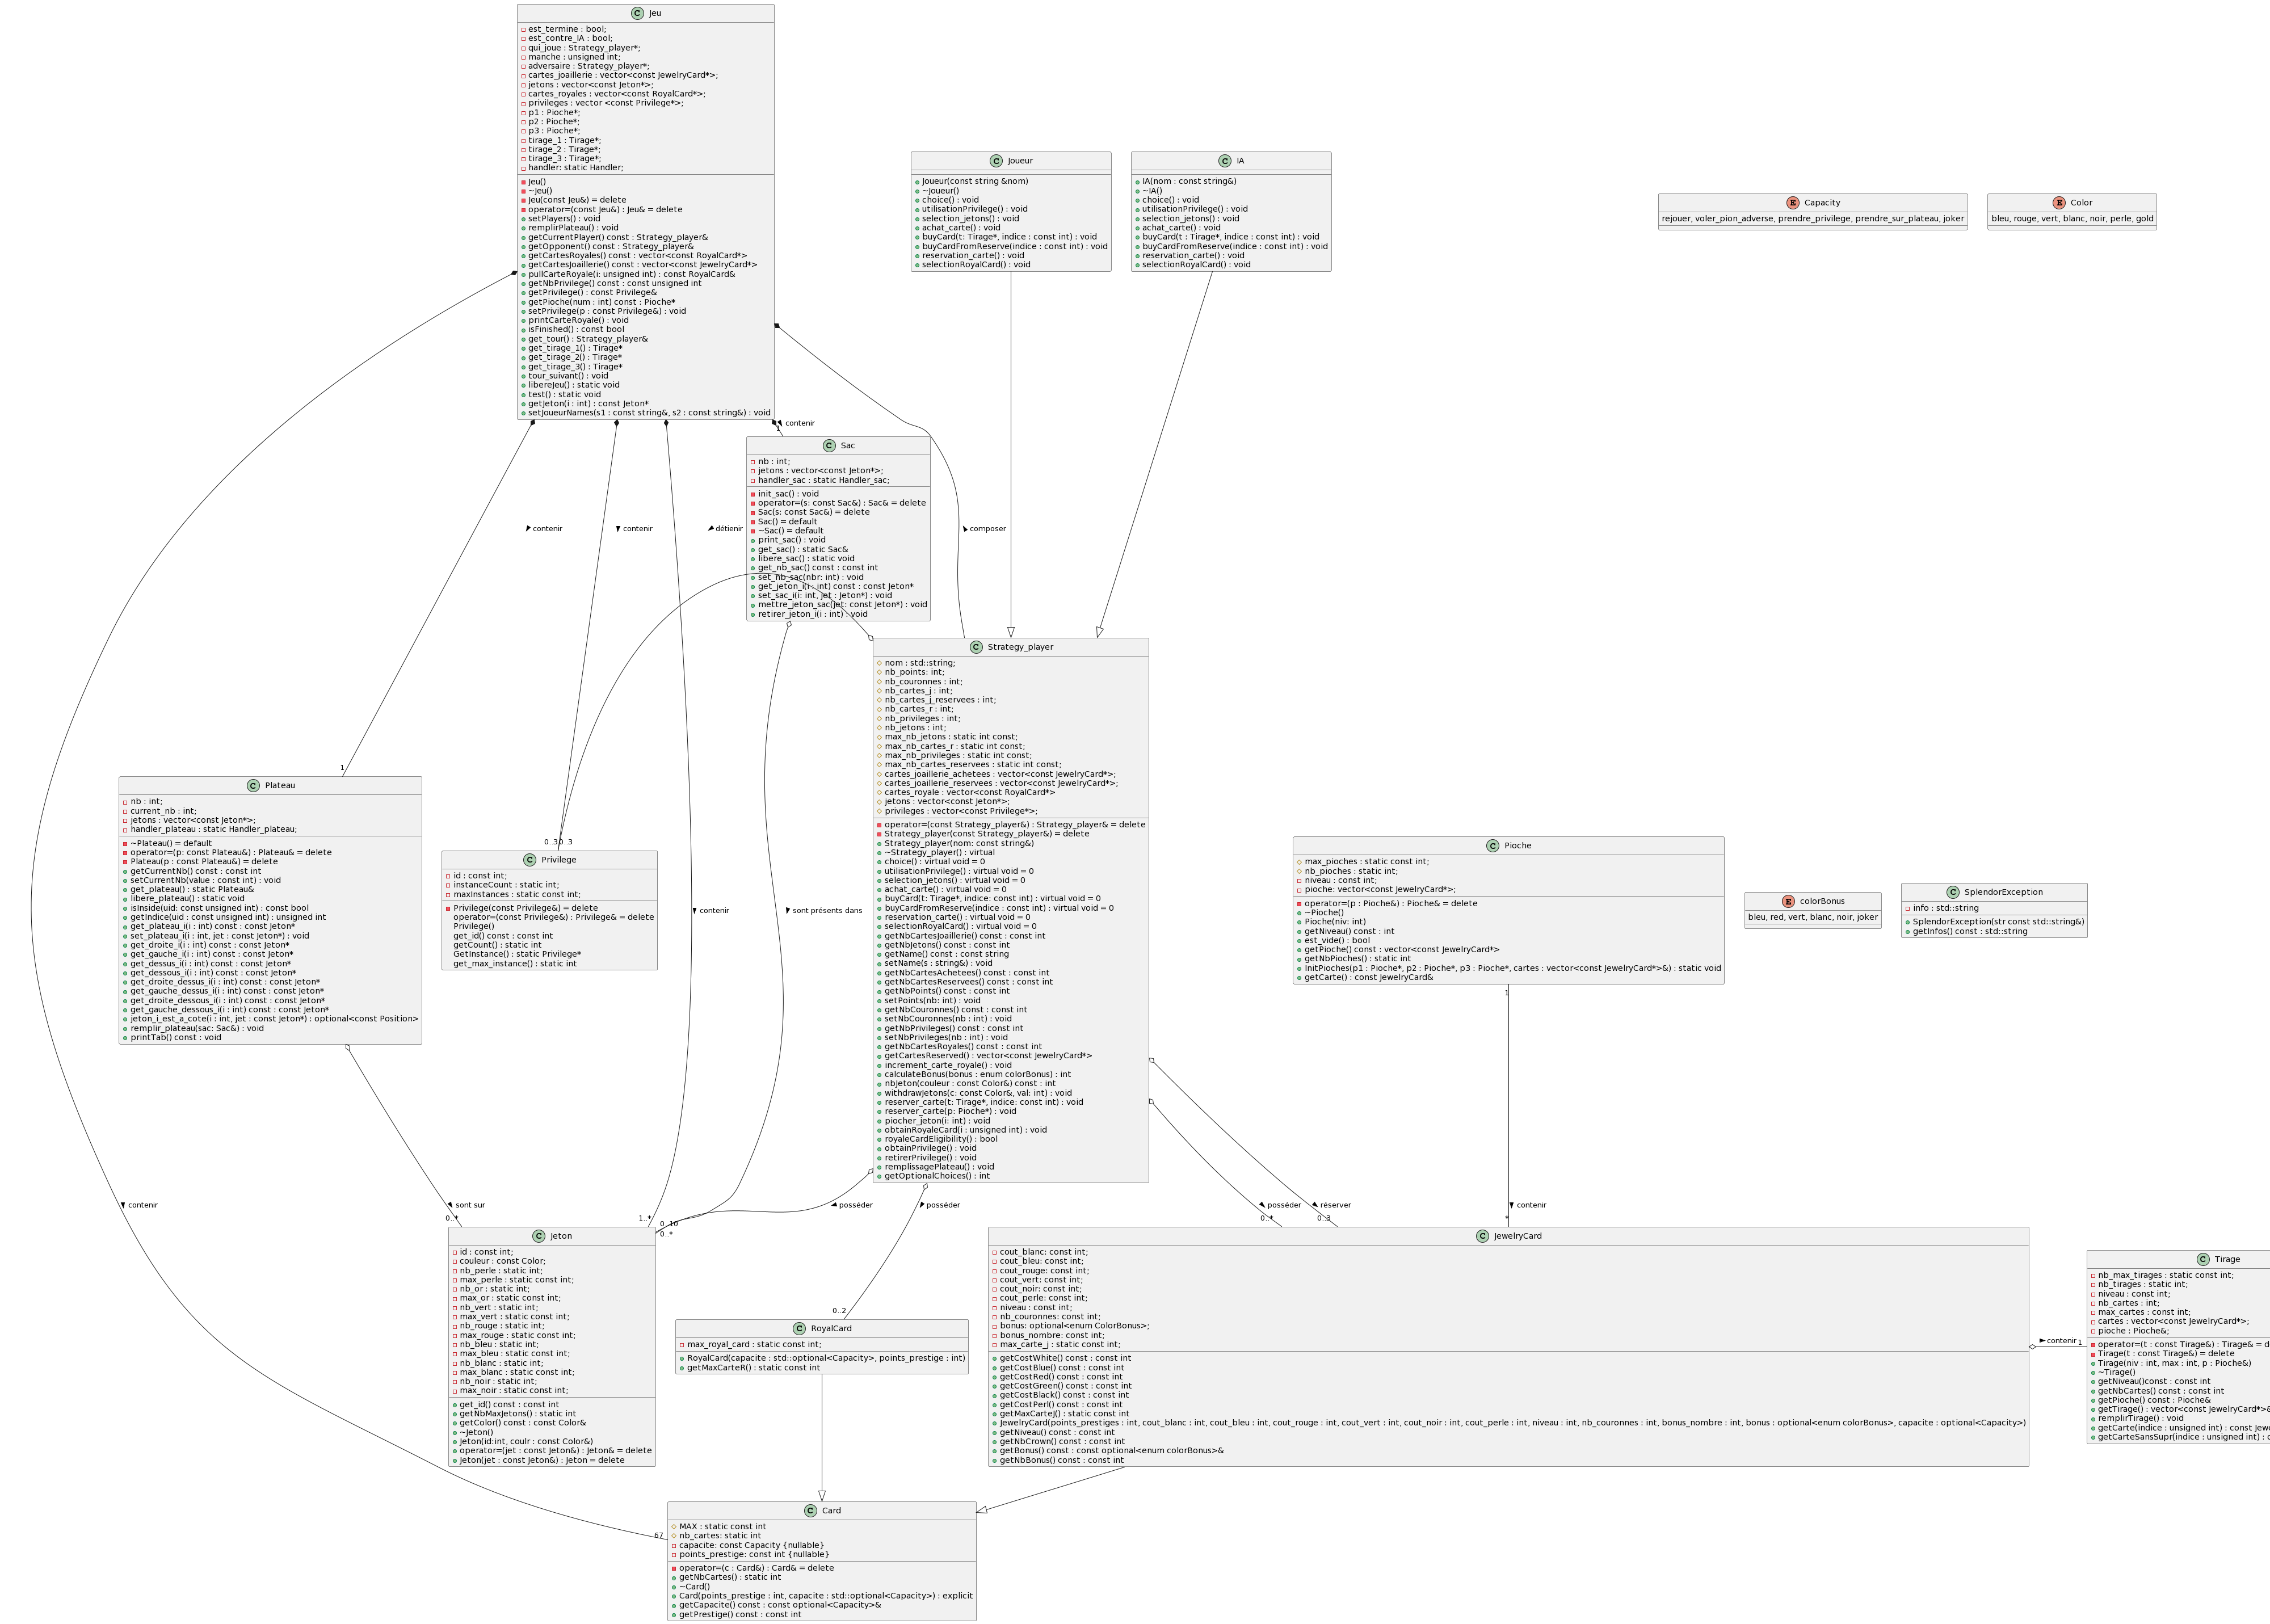 Jeu
est_termine : bool;
est_contre_IA : bool;
qui_joue : Strategy_player*;
manche : unsigned int;
adversaire : Strategy_player*;
cartes_joaillerie : vector<const JewelryCard*>;
jetons : vector<const Jeton*>;
cartes_royales : vector<const RoyalCard*>;
privileges : vector <const Privilege*>;
p1 : Pioche*;
p2 : Pioche*;
p3 : Pioche*;
tirage_1 : Tirage*;
tirage_2 : Tirage*;
tirage_3 : Tirage*;
handler: static Handler;
Jeu()
~Jeu()
Jeu(const Jeu&) = delete
operator=(const Jeu&) : Jeu& = delete
setPlayers() : void
remplirPlateau() : void
getCurrentPlayer() const : Strategy_player&
getOpponent() const : Strategy_player&
getCartesRoyales() const : vector<const RoyalCard*>
getCartesJoaillerie() const : vector<const JewelryCard*>
pullCarteRoyale(i: unsigned int) : const RoyalCard&
getNbPrivilege() const : const unsigned int
getPrivilege() : const Privilege&
getPioche(num : int) const : Pioche*
setPrivilege(p : const Privilege&) : void
printCarteRoyale() : void
isFinished() : const bool
get_tour() : Strategy_player&
get_tirage_1() : Tirage*
get_tirage_2() : Tirage*
get_tirage_3() : Tirage*
tour_suivant() : void
libereJeu() : static void
test() : static void
getJeton(i : int) : const Jeton*
setJoueurNames(s1 : const string&, s2 : const string&) : void
Joueur
Joueur(const string &nom)
~Joueur()
choice() : void
utilisationPrivilege() : void
selection_jetons() : void
achat_carte() : void
buyCard(t: Tirage*, indice : const int) : void
buyCardFromReserve(indice : const int) : void
reservation_carte() : void
selectionRoyalCard() : void
IA
IA(nom : const string&)
~IA()
choice() : void
utilisationPrivilege() : void
selection_jetons() : void
achat_carte() : void
buyCard(t : Tirage*, indice : const int) : void
buyCardFromReserve(indice : const int) : void
reservation_carte() : void
selectionRoyalCard() : void
Capacity
rejouer, voler_pion_adverse, prendre_privilege, prendre_sur_plateau, joker
Color
bleu, rouge, vert, blanc, noir, perle, gold
contenir
1
Sac
nb : int;
jetons : vector<const Jeton*>;
handler_sac : static Handler_sac;
init_sac() : void
operator=(s: const Sac&) : Sac& = delete
Sac(s: const Sac&) = delete
Sac() = default
~Sac() = default
print_sac() : void
get_sac() : static Sac&
libere_sac() : static void
get_nb_sac() const : const int
set_nb_sac(nbr: int) : void
get_jeton_i(i : int) const : const Jeton*
set_sac_i(i: int, jet : Jeton*) : void
mettre_jeton_sac(jet: const Jeton*) : void
retirer_jeton_i(i : int) : void
contenir
contenir
détienir
composer
Strategy_player
nom : std::string;
nb_points: int;
nb_couronnes : int;
nb_cartes_j : int;
nb_cartes_j_reservees : int;
nb_cartes_r : int;
nb_privileges : int;
nb_jetons : int;
max_nb_jetons : static int const;
max_nb_cartes_r : static int const;
max_nb_privileges : static int const;
max_nb_cartes_reservees : static int const;
cartes_joaillerie_achetees : vector<const JewelryCard*>;
cartes_joaillerie_reservees : vector<const JewelryCard*>;
cartes_royale : vector<const RoyalCard*>
jetons : vector<const Jeton*>;
privileges : vector<const Privilege*>;
operator=(const Strategy_player&) : Strategy_player& = delete
Strategy_player(const Strategy_player&) = delete
Strategy_player(nom: const string&)
~Strategy_player() : virtual
choice() : virtual void = 0
utilisationPrivilege() : virtual void = 0
selection_jetons() : virtual void = 0
achat_carte() : virtual void = 0
buyCard(t: Tirage*, indice: const int) : virtual void = 0
buyCardFromReserve(indice : const int) : virtual void = 0
reservation_carte() : virtual void = 0
selectionRoyalCard() : virtual void = 0
getNbCartesJoaillerie() const : const int
getNbJetons() const : const int
getName() const : const string
setName(s : string&) : void
getNbCartesAchetees() const : const int
getNbCartesReservees() const : const int
getNbPoints() const : const int
setPoints(nb: int) : void
getNbCouronnes() const : const int
setNbCouronnes(nb : int) : void
getNbPrivileges() const : const int
setNbPrivileges(nb : int) : void
getNbCartesRoyales() const : const int
getCartesReserved() : vector<const JewelryCard*>
increment_carte_royale() : void
calculateBonus(bonus : enum colorBonus) : int
nbJeton(couleur : const Color&) const : int
withdrawJetons(c: const Color&, val: int) : void
reserver_carte(t: Tirage*, indice: const int) : void
reserver_carte(p: Pioche*) : void
piocher_jeton(i: int) : void
obtainRoyaleCard(i : unsigned int) : void
royaleCardEligibility() : bool
obtainPrivilege() : void
retirerPrivilege() : void
remplissagePlateau() : void
getOptionalChoices() : int
1
Plateau
nb : int;
current_nb : int;
jetons : vector<const Jeton*>;
handler_plateau : static Handler_plateau;
~Plateau() = default
operator=(p: const Plateau&) : Plateau& = delete
Plateau(p : const Plateau&) = delete
getCurrentNb() const : const int
setCurrentNb(value : const int) : void
get_plateau() : static Plateau&
libere_plateau() : static void
isInside(uid: const unsigned int) : const bool
getIndice(uid : const unsigned int) : unsigned int
get_plateau_i(i : int) const : const Jeton*
set_plateau_i(i : int, jet : const Jeton*) : void
get_droite_i(i : int) const : const Jeton*
get_gauche_i(i : int) const : const Jeton*
get_dessus_i(i : int) const : const Jeton*
get_dessous_i(i : int) const : const Jeton*
get_droite_dessus_i(i : int) const : const Jeton*
get_gauche_dessus_i(i : int) const : const Jeton*
get_droite_dessous_i(i : int) const : const Jeton*
get_gauche_dessous_i(i : int) const : const Jeton*
jeton_i_est_a_cote(i : int, jet : const Jeton*) : optional<const Position>
remplir_plateau(sac: Sac&) : void
printTab() const : void
0..3
0..3
Privilege
id : const int;
instanceCount : static int;
maxInstances : static const int;
Privilege(const Privilege&) = delete
operator=(const Privilege&) : Privilege& = delete
Privilege()
get_id() const : const int
getCount() : static int
GetInstance() : static Privilege*
get_max_instance() : static int
contenir
sont présents dans
Pioche
max_pioches : static const int;
nb_pioches : static int;
niveau : const int;
pioche: vector<const JewelryCard*>;
operator=(p : Pioche&) : Pioche& = delete
~Pioche()
Pioche(niv: int)
getNiveau() const : int
est_vide() : bool
getPioche() const : vector<const JewelryCard*>
getNbPioches() : static int
InitPioches(p1 : Pioche*, p2 : Pioche*, p3 : Pioche*, cartes : vector<const JewelryCard*>&) : static void
getCarte() : const JewelryCard&
colorBonus
bleu, red, vert, blanc, noir, joker
SplendorException
info : std::string
SplendorException(str const std::string&)
getInfos() const : std::string
1
contenir
sont sur
posséder
posséder
posséder
réserver
contenir
0..*
1..*
0..10
0..*
0..*
0..3
*
Jeton
id : const int;
couleur : const Color;
nb_perle : static int;
max_perle : static const int;
nb_or : static int;
max_or : static const int;
nb_vert : static int;
max_vert : static const int;
nb_rouge : static int;
max_rouge : static const int;
nb_bleu : static int;
max_bleu : static const int;
nb_blanc : static int;
max_blanc : static const int;
nb_noir : static int;
max_noir : static const int;
get_id() const : const int
getNbMaxJetons() : static int
getColor() const : const Color&
~Jeton()
Jeton(id:int, coulr : const Color&)
operator=(jet : const Jeton&) : Jeton& = delete
Jeton(jet : const Jeton&) : Jeton = delete
0..2
RoyalCard
max_royal_card : static const int;
RoyalCard(capacite : std::optional<Capacity>, points_prestige : int)
getMaxCarteR() : static const int
JewelryCard
cout_blanc: const int;
cout_bleu: const int;
cout_rouge: const int;
cout_vert: const int;
cout_noir: const int;
cout_perle: const int;
niveau : const int;
nb_couronnes: const int;
bonus: optional<enum ColorBonus>;
bonus_nombre: const int;
max_carte_j : static const int;
getCostWhite() const : const int
getCostBlue() const : const int
getCostRed() const : const int
getCostGreen() const : const int
getCostBlack() const : const int
getCostPerl() const : const int
getMaxCarteJ() : static const int
JewelryCard(points_prestiges : int, cout_blanc : int, cout_bleu : int, cout_rouge : int, cout_vert : int, cout_noir : int, cout_perle : int, niveau : int, nb_couronnes : int, bonus_nombre : int, bonus : optional<enum colorBonus>, capacite : optional<Capacity>)
getNiveau() const : const int
getNbCrown() const : const int
getBonus() const : const optional<enum colorBonus>&
getNbBonus() const : const int
contenir
1
Tirage
nb_max_tirages : static const int;
nb_tirages : static int;
niveau : const int;
nb_cartes : int;
max_cartes : const int;
cartes : vector<const JewelryCard*>;
pioche : Pioche&;
operator=(t : const Tirage&) : Tirage& = d
Tirage(t : const Tirage&) = delete
Tirage(niv : int, max : int, p : Pioche&)
~Tirage()
getNiveau()const : const int
getNbCartes() const : const int
getPioche() const : Pioche&
getTirage() : vector<const JewelryCard*>&
remplirTirage() : void
getCarte(indice : unsigned int) : const Jewe
getCarteSansSupr(indice : unsigned int) :
67
Card
MAX : static const int
nb_cartes: static int
capacite: const Capacity {nullable}
points_prestige: const int {nullable}
operator=(c : Card&) : Card& = delete
getNbCartes() : static int
~Card()
Card(points_prestige : int, capacite : std::optional<Capacity>) : explicit
getCapacite() const : const optional<Capacity>&
getPrestige() const : const int